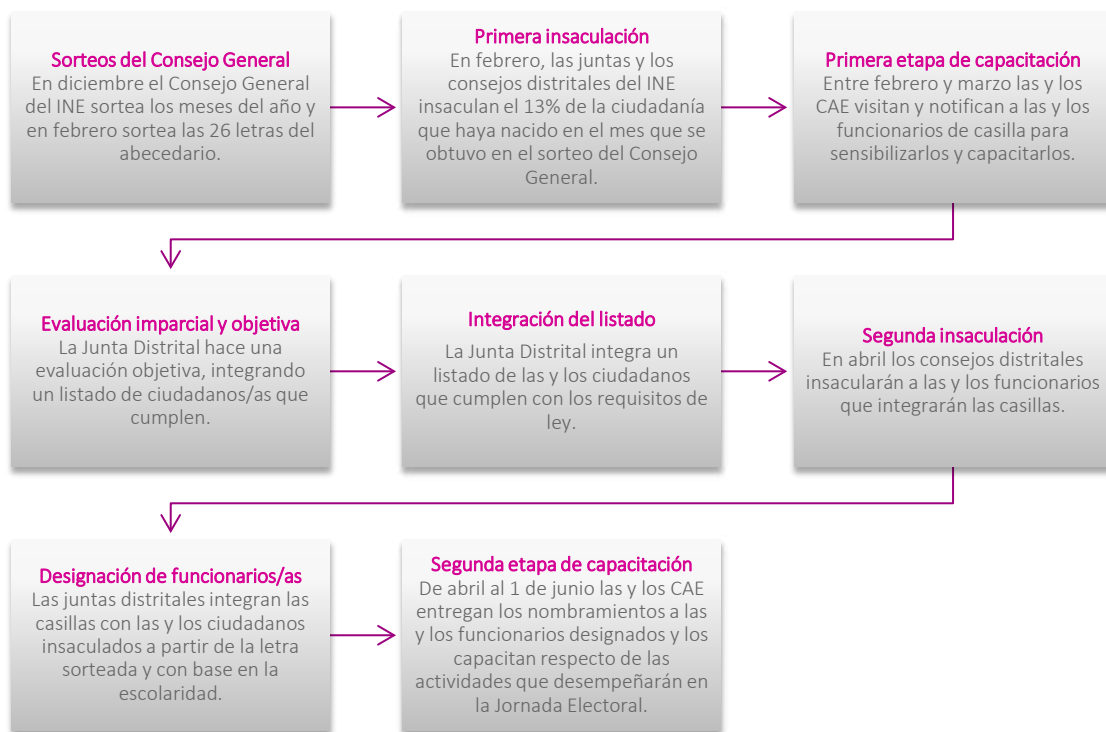 Sorteos del Consejo General
En diciembre el Consejo General
del INE sortea los meses del año y
en febrero sortea las 26 letras del
abecedario.
Primera insaculación
En febrero, las juntas y los
consejos distritales del INE
insaculan el 13% de la ciudadanía
que haya nacido en el mes que se
obtuvo en el sorteo del Consejo
General.
Primera etapa de capacitación
Entre febrero y marzo las y los
CAE visitan y notifican a las y los
funcionarios de casilla para
sensibilizarlos y capacitarlos.
Evaluación imparcial y objetiva
La Junta Distrital hace una
evaluación objetiva, integrando
un listado de ciudadanos/as que
cumplen.
Integración del listado
La Junta Distrital integra un
listado de las y los ciudadanos
que cumplen con los requisitos de
ley.
Segunda insaculación
En abril los consejos distritales
insacularán a las y los funcionarios
que integrarán las casillas.
Designación de funcionarios/as
Las juntas distritales integran las
casillas con las y los ciudadanos
insaculados a partir de la letra
sorteada y con base en la
escolaridad.
Segunda etapa de capacitación
De abril al 1 de junio las y los CAE
entregan los nombramientos a las
y los funcionarios designados y los
capacitan respecto de las
actividades que desempeñarán en
la Jornada Electoral.